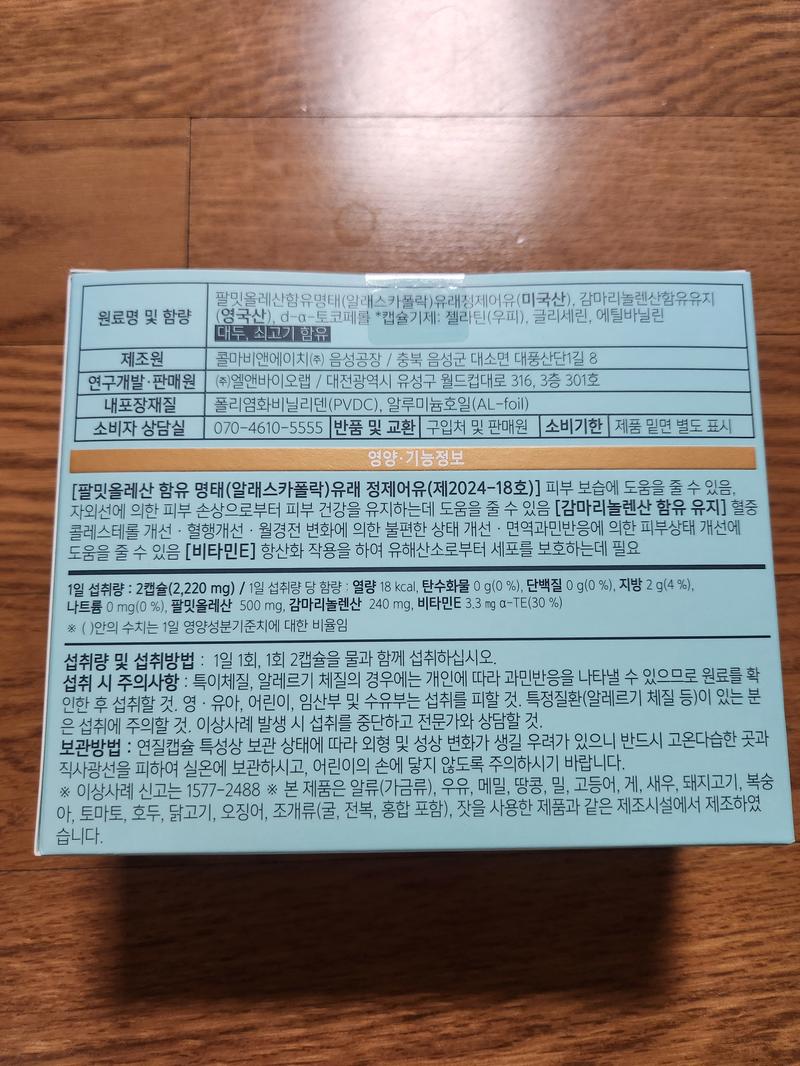 원료명 및 함량
팔밋올레산함유명태(알래스카폴락)유래정제어유(미국산), 감마리놀렌산함유유지
(영국산), d-α-토코페롤 *캡슐기제: 젤라틴(우피), 글리세린, 에틸바닐린
대두, 쇠고기 함유
제조원 콜마비앤에이치㈜ 음성공장 / 충북 음성군 대소면 대풍산단1길 8
연구개발·판매원 ㈜엘앤바이오랩 / 대전광역시 유성구 월드컵대로 316, 3층 301호
내포장재질 폴리염화비닐리덴(PVDC), 알루미늄호일(AL-foil)
소비자 상담실 070-4610-5555 반품 및 교환 구입처 및 판매원 소비기한 제품 밑면 별도 표시
영양·기능정보
[팔밋올레산 함유 명태(알래스카폴락)유래 정제어유(제2024-18호)] 피부 보습에 도움을 줄 수 있음,
자외선에 의한 피부 손상으로부터 피부 건강을 유지하는데 도움을 줄 수 있음 [감마리놀렌산 함유 유지] 혈중
콜레스테롤 개선 · 혈행개선 · 월경전 변화에 의한 불편한 상태 개선 · 면역과민반응에 의한 피부상태 개선에
도움을 줄 수 있음 [비타민E] 항산화 작용을 하여 유해산소로부터 세포를 보호하는데 필요
1일 섭취량 : 2캡슐(2,220 mg) / 1일 섭취량 당 함량 : 열량 18 kcal, 탄수화물 0 g(0 %), 단백질 0 g(0 %), 지방 2 g(4 %),
나트륨 0 mg(0 %), 팔밋올레산 500 mg, 감마리놀렌산 240 mg, 비타민E 3.3 ㎎ α-TE(30 %)
※ ( )안의 수치는 1일 영양성분기준치에 대한 비율임
섭취량 및 섭취방법 : 1일 1회, 1회 2캡슐을 물과 함께 섭취하십시오.
섭취 시 주의사항 : 특이체질, 알레르기 체질의 경우에는 개인에 따라 과민반응을 나타낼 수 있으므로 원료를 확
인한 후 섭취할 것. 영 · 유아, 어린이, 임산부 및 수유부는 섭취를 피할 것. 특정질환(알레르기 체질 등)이 있는 분
은 섭취에 주의할 것. 이상사례 발생 시 섭취를 중단하고 전문가와 상담할 것.
보관방법 : 연질캡슐 특성상 보관 상태에 따라 외형 및 성상 변화가 생길 우려가 있으니 반드시 고온다습한 곳과
직사광선을 피하여 실온에 보관하시고, 어린이의 손에 닿지 않도록 주의하시기 바랍니다.
※ 이상사례 신고는 1577-2488 ※ 본 제품은 알류(가금류), 우유, 메밀, 땅콩, 밀, 고등어, 게, 새우, 돼지고기, 복숭
아, 토마토, 호두, 닭고기, 오징어, 조개류(굴, 전복, 홍합 포함), 잣을 사용한 제품과 같은 제조시설에서 제조하였
습니다.